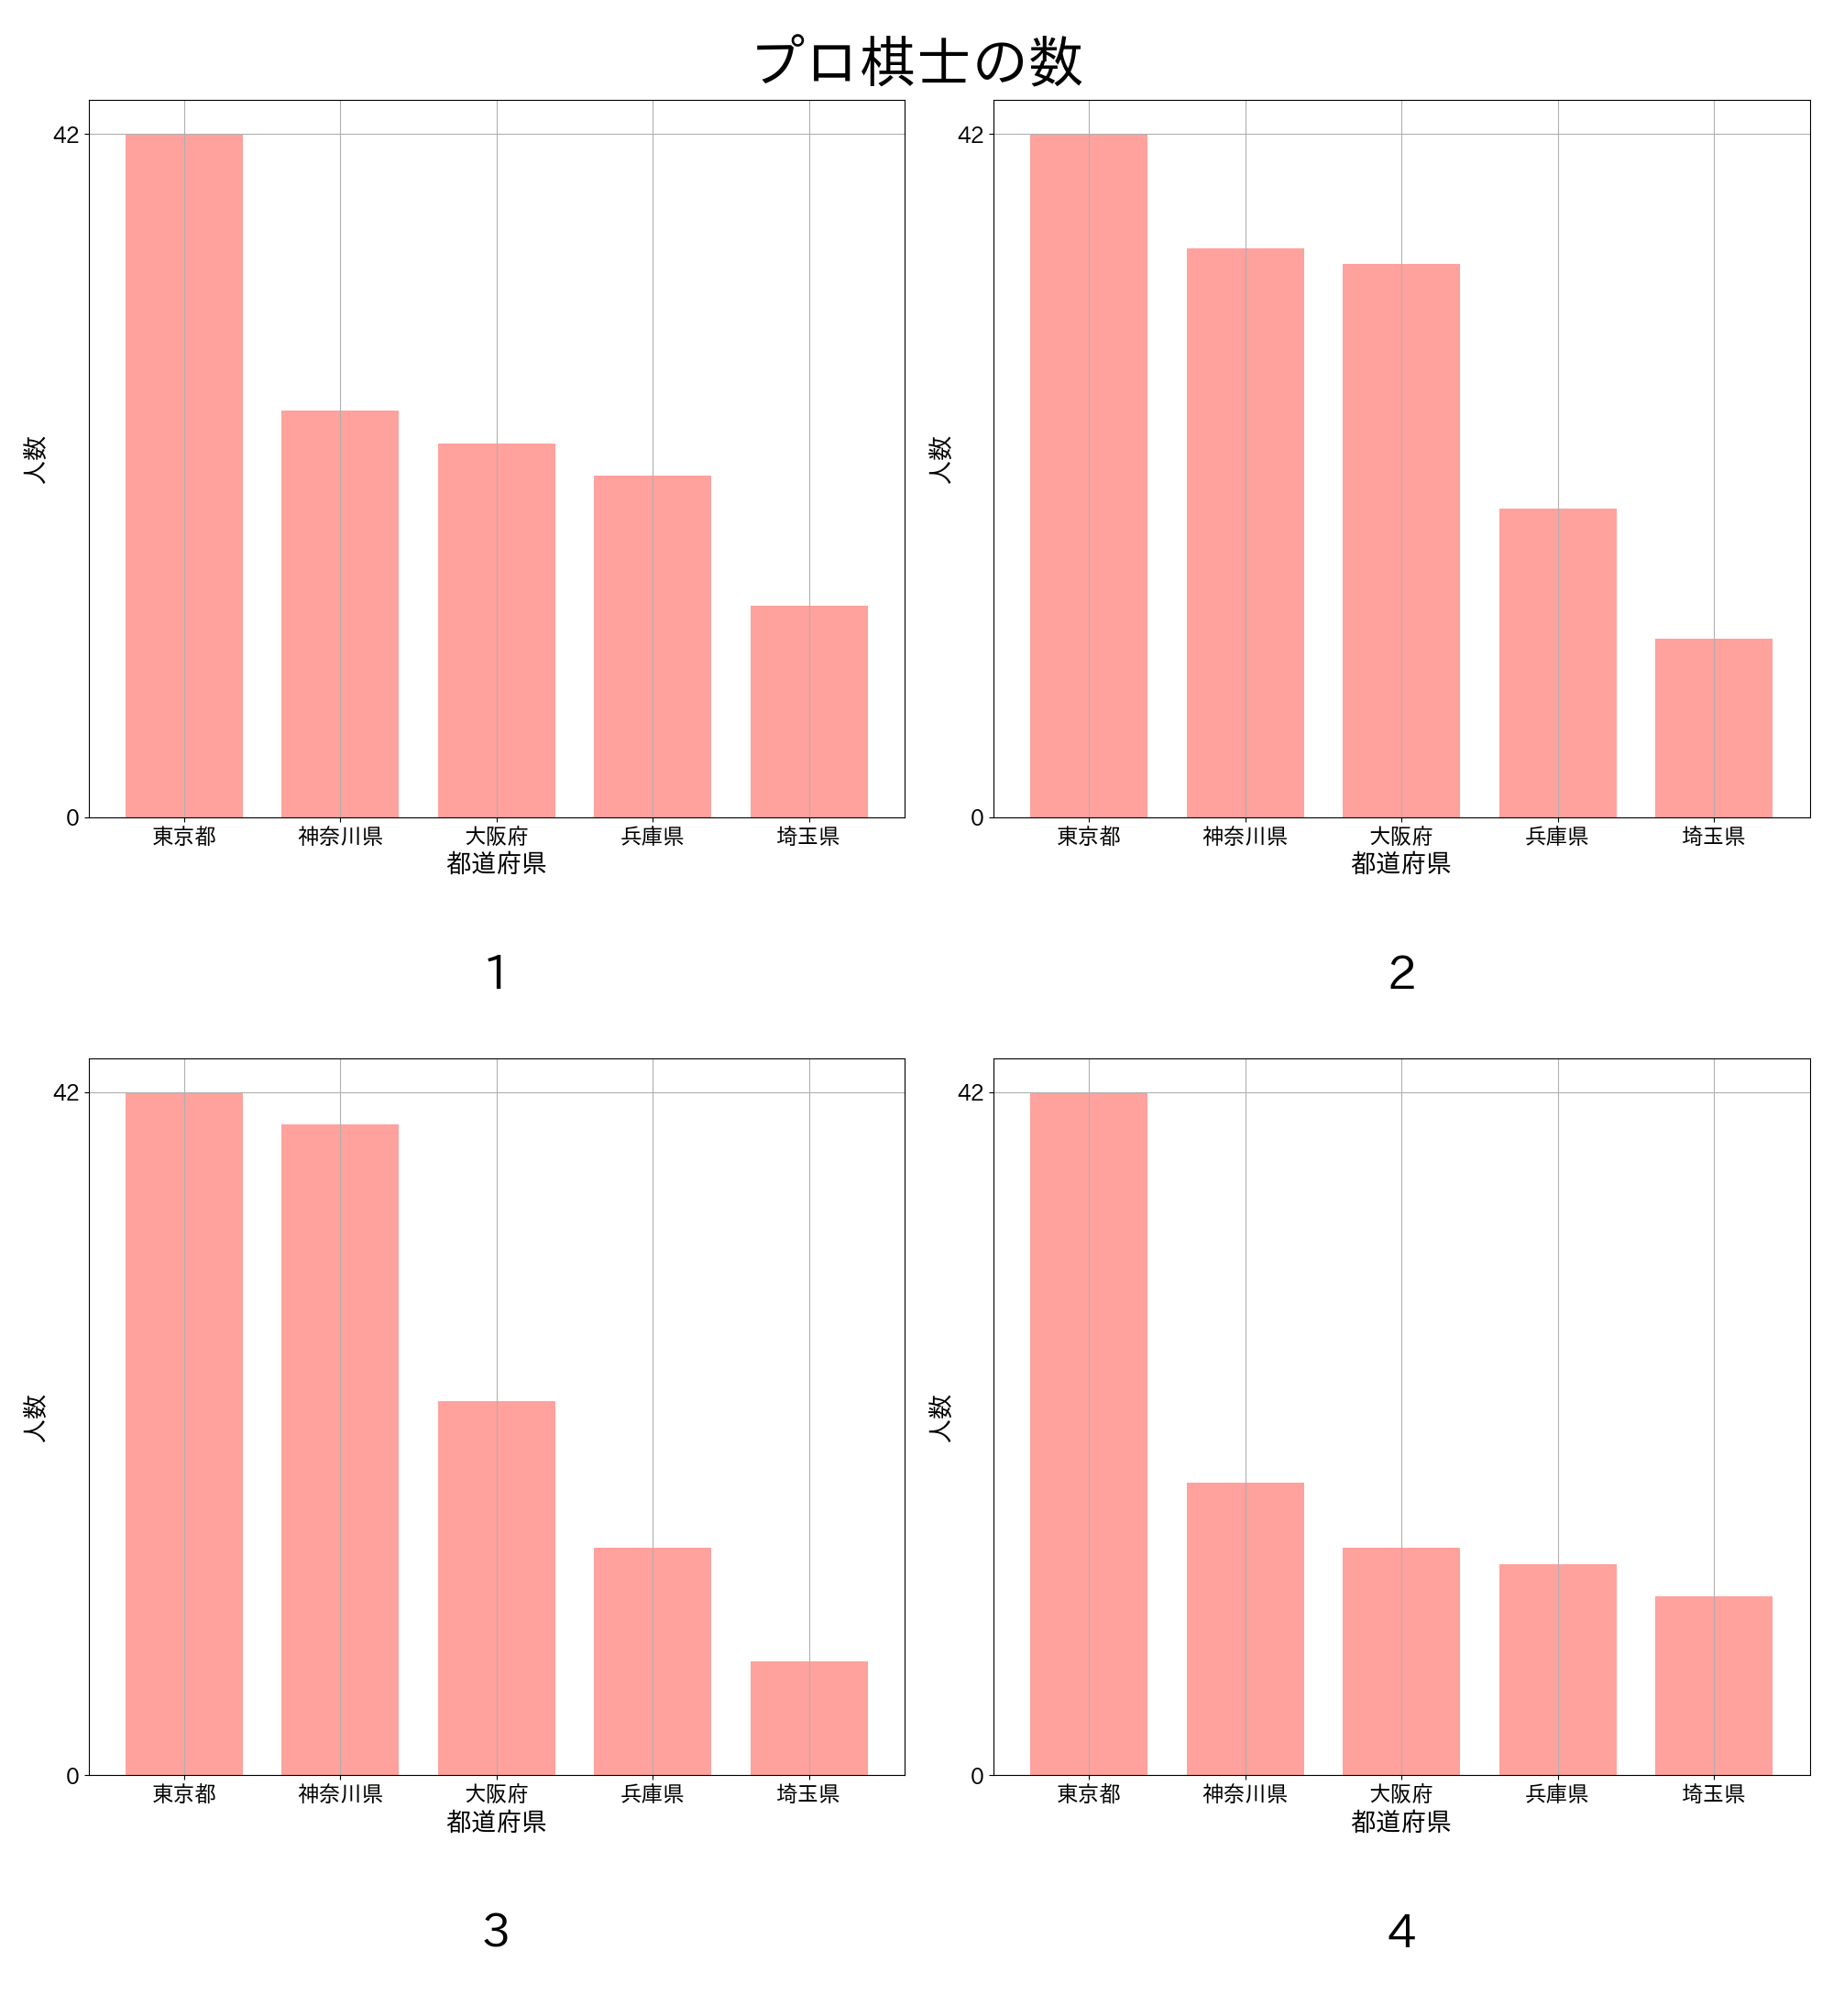 プロ棋士の数
42
0
人数
東京都 神奈川県 大阪府 兵庫県 埼玉県
都道府県
1
42
0
人数
東京都 神奈川県 大阪府 兵庫県 埼玉県
都道府県
2
42
0
人数
東京都 神奈川県 大阪府 兵庫県 埼玉県
都道府県
3
42
0
人数
東京都 神奈川県 大阪府 兵庫県 埼玉県
都道府県
4